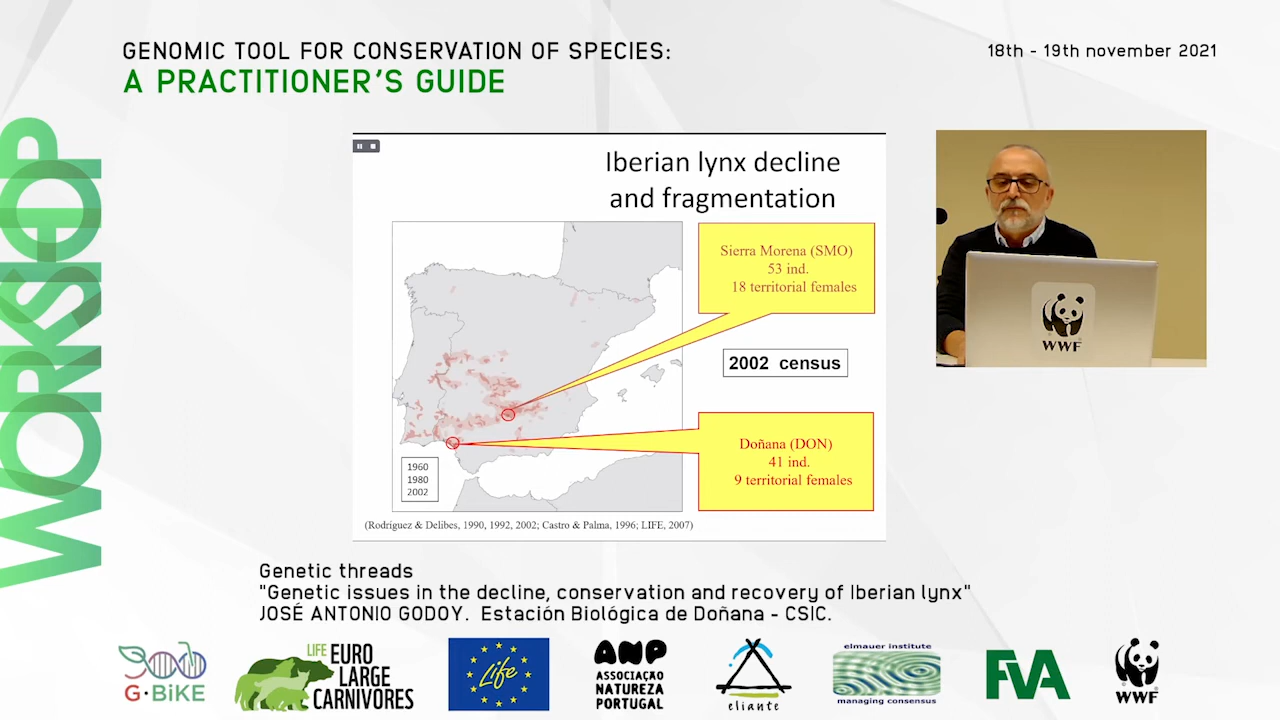 GENOMIC TOOL FOR CONSERVATION OF SPECIES:
A PRACTITIONER'S GUIDE
18th - 19th november 2021
WORKSHOP
Iberian lynx decline
and fragmentation
Sierra Morena (SMO)
53 ind.
18 territorial females
2002 census
Doñana (DON)
41 ind.
9 territorial females
1960
1980
2002
(Rodríguez & Delibes, 1990, 1992, 2002; Castro & Palma, 1996; LIFE, 2007)
WWF
Genetic threads
"Genetic issues in the decline, conservation and recovery of Iberian lynx"
JOSÉ ANTONIO GODOY. Estación Biológica de Doñana - CSIC.
G·BiKE
LIFE EURO
LARGE
CARNIVORES
Life
ANP
ASSOCIAÇÃO
NATUREZA
PORTUGAL
eliante
elmauer institute
managing consensus
FVA
WWF